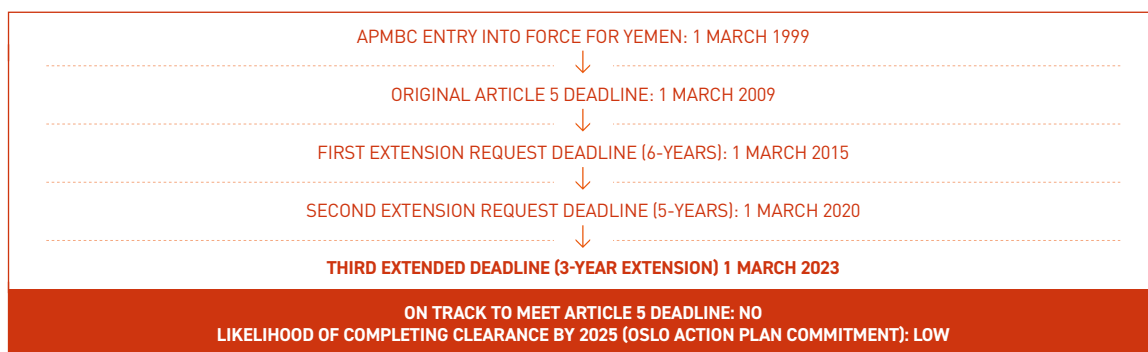 APMBC ENTRY INTO FORCE FOR YEMEN: 1 MARCH 1999
ORIGINAL ARTICLE 5 DEADLINE: 1 MARCH 2009
FIRST EXTENSION REQUEST DEADLINE (6-YEARS): 1 MARCH 2015
SECOND EXTENSION REQUEST DEADLINE (5-YEARS): 1 MARCH 2020
THIRD EXTENDED DEADLINE (3-YEAR EXTENSION) 1 MARCH 2023
ON TRACK TO MEET ARTICLE 5 DEADLINE: NO
LIKELIHOOD OF COMPLETING CLEARANCE BY 2025 (OSLO ACTION PLAN COMMITMENT): LOW